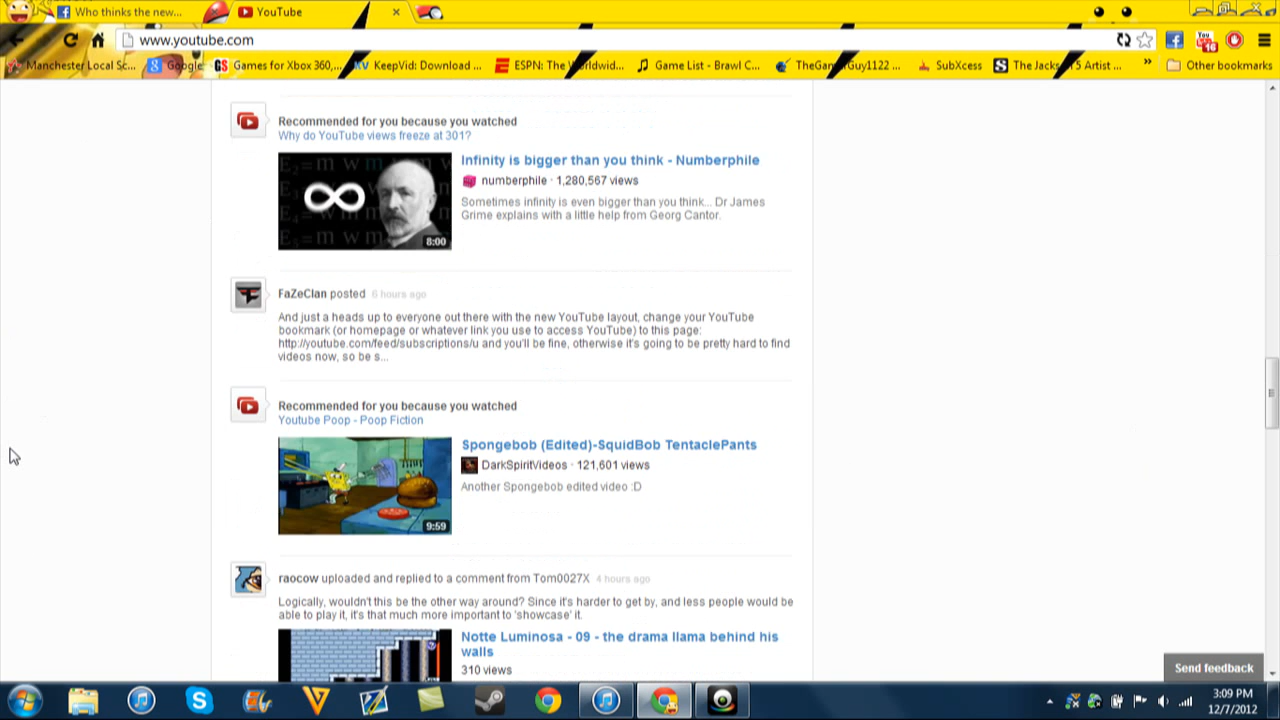 Who thinks the new...
YouTube
www.youtube.com
You
16
Manchester Local Sc...
Google
Games for Xbox 360,...
KeepVid: Download ...
ESPN: The Worldwid...
Game List - Brawl C...
TheGamerGuy1122 ...
SubXcess
The Jackson 5 Artist ...
Other bookmarks
Recommended for you because you watched
Why do YouTube views freeze at 301?
Infinity is bigger than you think - Numberphile
numberphile · 1,280,567 views
Sometimes infinity is even bigger than you think... Dr James
Grime explains with a little help from Georg Cantor.
8:00
FaZeClan posted 6 hours ago
And just a heads up to everyone out there with the new YouTube layout, change your YouTube
bookmark (or homepage or whatever link you use to access YouTube) to this page:
http://youtube.com/feed/subscriptions/u and you'll be fine, otherwise it's going to be pretty hard to find
videos now, so be s...
Recommended for you because you watched
Youtube Poop - Poop Fiction
Spongebob (Edited)-SquidBob TentaclePants
DarkSpiritVideos · 121,601 views
Another Spongebob edited video :D
9:59
raocow uploaded and replied to a comment from Tom0027X 4 hours ago
Logically, wouldn't this be the other way around? Since it's harder to get by, and less people would be
able to play it, it's that much more important to 'showcase' it.
Notte Luminosa - 09 - the drama llama behind his
walls
310 views
Send feedback
3:09 PM
12/7/2012